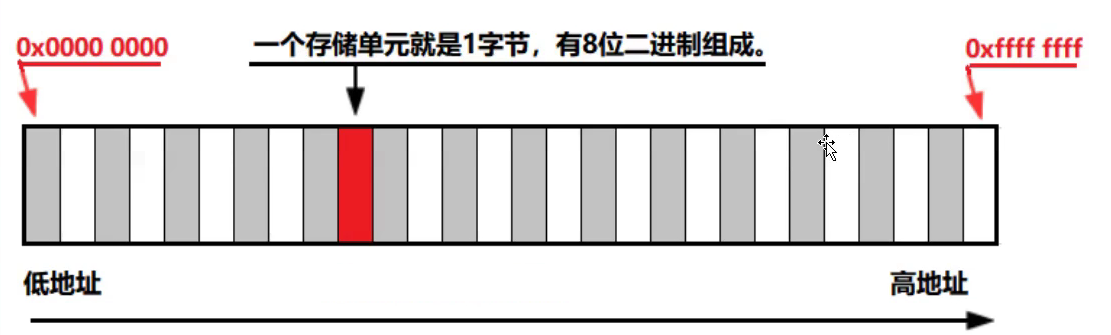 0x0000 0000
一个存储单元就是1字节，有8位二进制组成。
0xffff ffff
低地址
高地址